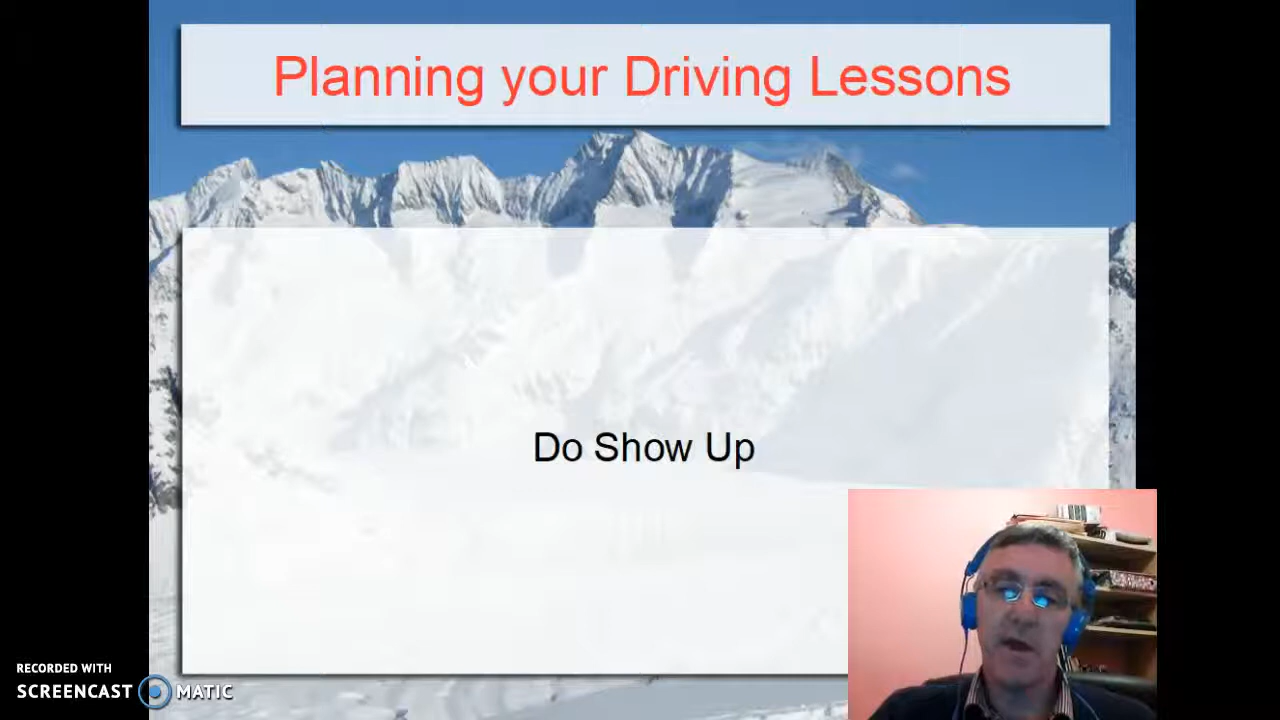 Planning your Driving Lessons
Do Show Up
RECORDED WITH
SCREENCAST MATIC